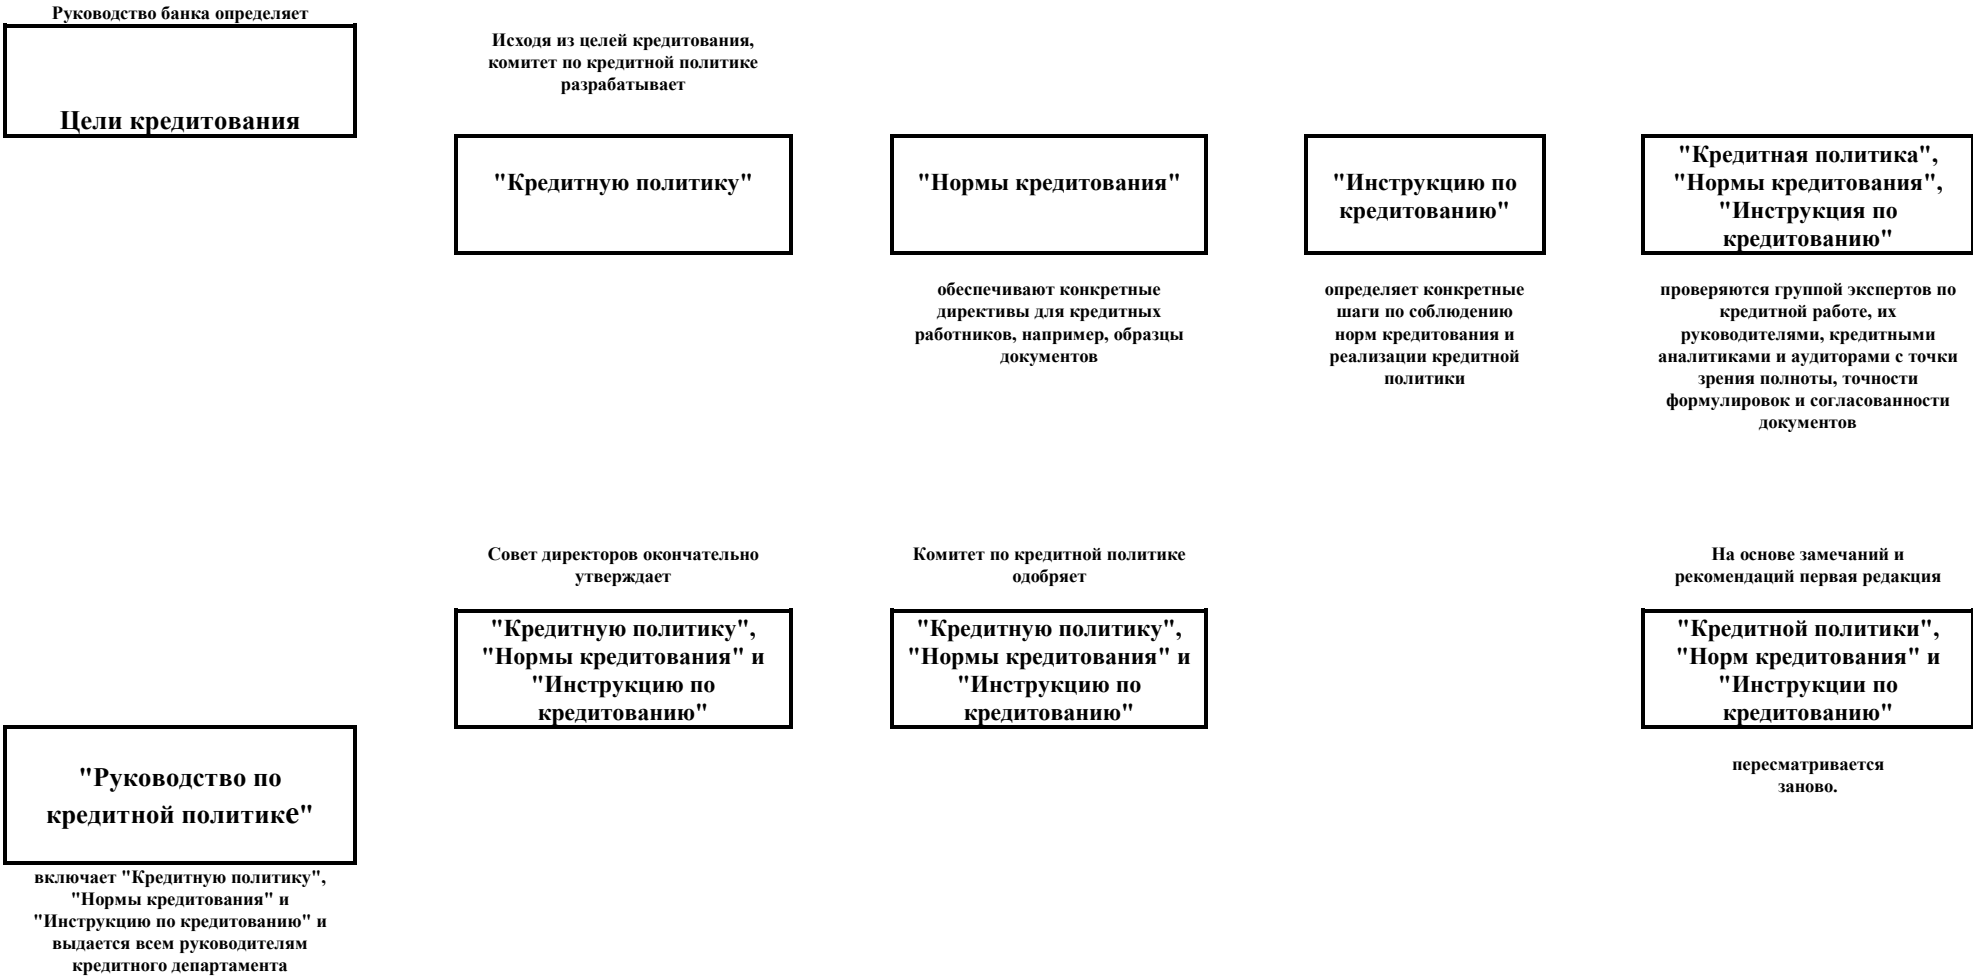 Руководство банка определяет
Цели кредитования
Исходя из целей кредитования,
комитет по кредитной политике
разрабатывает
"Кредитную политику"
"Нормы кредитования"
обеспечивают конкретные
директивы для кредитных
работников, например, образцы
документов
"Инструкцию по
кредитованию"
определяет конкретные
шаги по соблюдению
норм кредитования и
реализации кредитной
политики
"Кредитная политика",
"Нормы кредитования",
"Инструкция по
кредитованию"
проверяются группой экспертов по
кредитной работе, их
руководителями, кредитными
аналитиками и аудиторами с точки
зрения полноты, точности
формулировок и согласованности
документов
Совет директоров окончательно
утверждает
"Кредитную политику",
"Нормы кредитования" и
"Инструкцию по
кредитованию"
Комитет по кредитной политике
одобряет
"Кредитную политику",
"Нормы кредитования" и
"Инструкцию по
кредитованию"
На основе замечаний и
рекомендаций первая редакция
"Кредитной политики",
"Норм кредитования" и
"Инструкции по
кредитованию"
пересматривается
заново.
"Руководство по
кредитной политике"
включает "Кредитную политику",
"Нормы кредитования" и
"Инструкцию по кредитованию" и
выдается всем руководителям
кредитного департамента